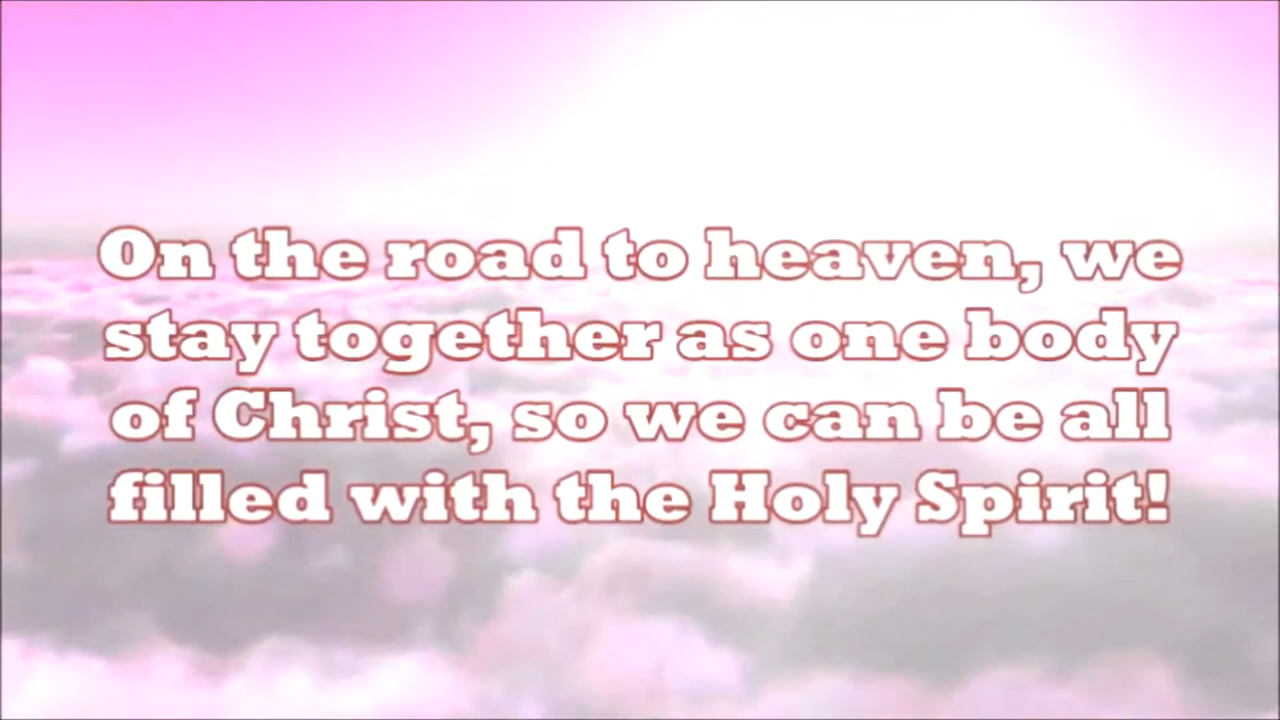 On the road to heaven, we
stay together as one body
of Christ, so we can be all
filled with the Holy Spirit!